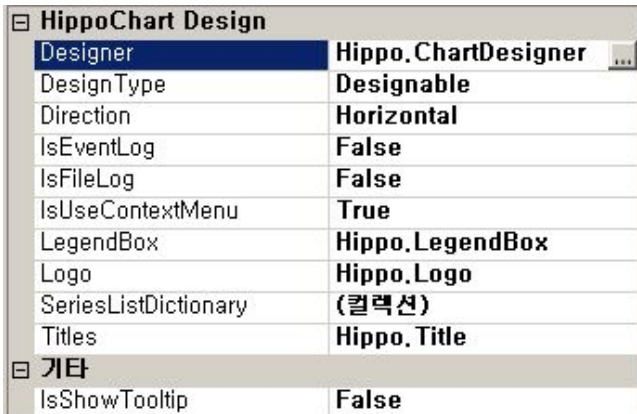 HippoChart Design
Designer Hippo.ChartDesigner ...
DesignType Designable
Direction Horizontal
IsEventLog False
IsFileLog False
IsUseContextMenu True
LegendBox Hippo.LegendBox
Logo Hippo.Logo
SeriesListDictionary (컬렉션)
Titles Hippo.Title
기타
IsShowTooltip False